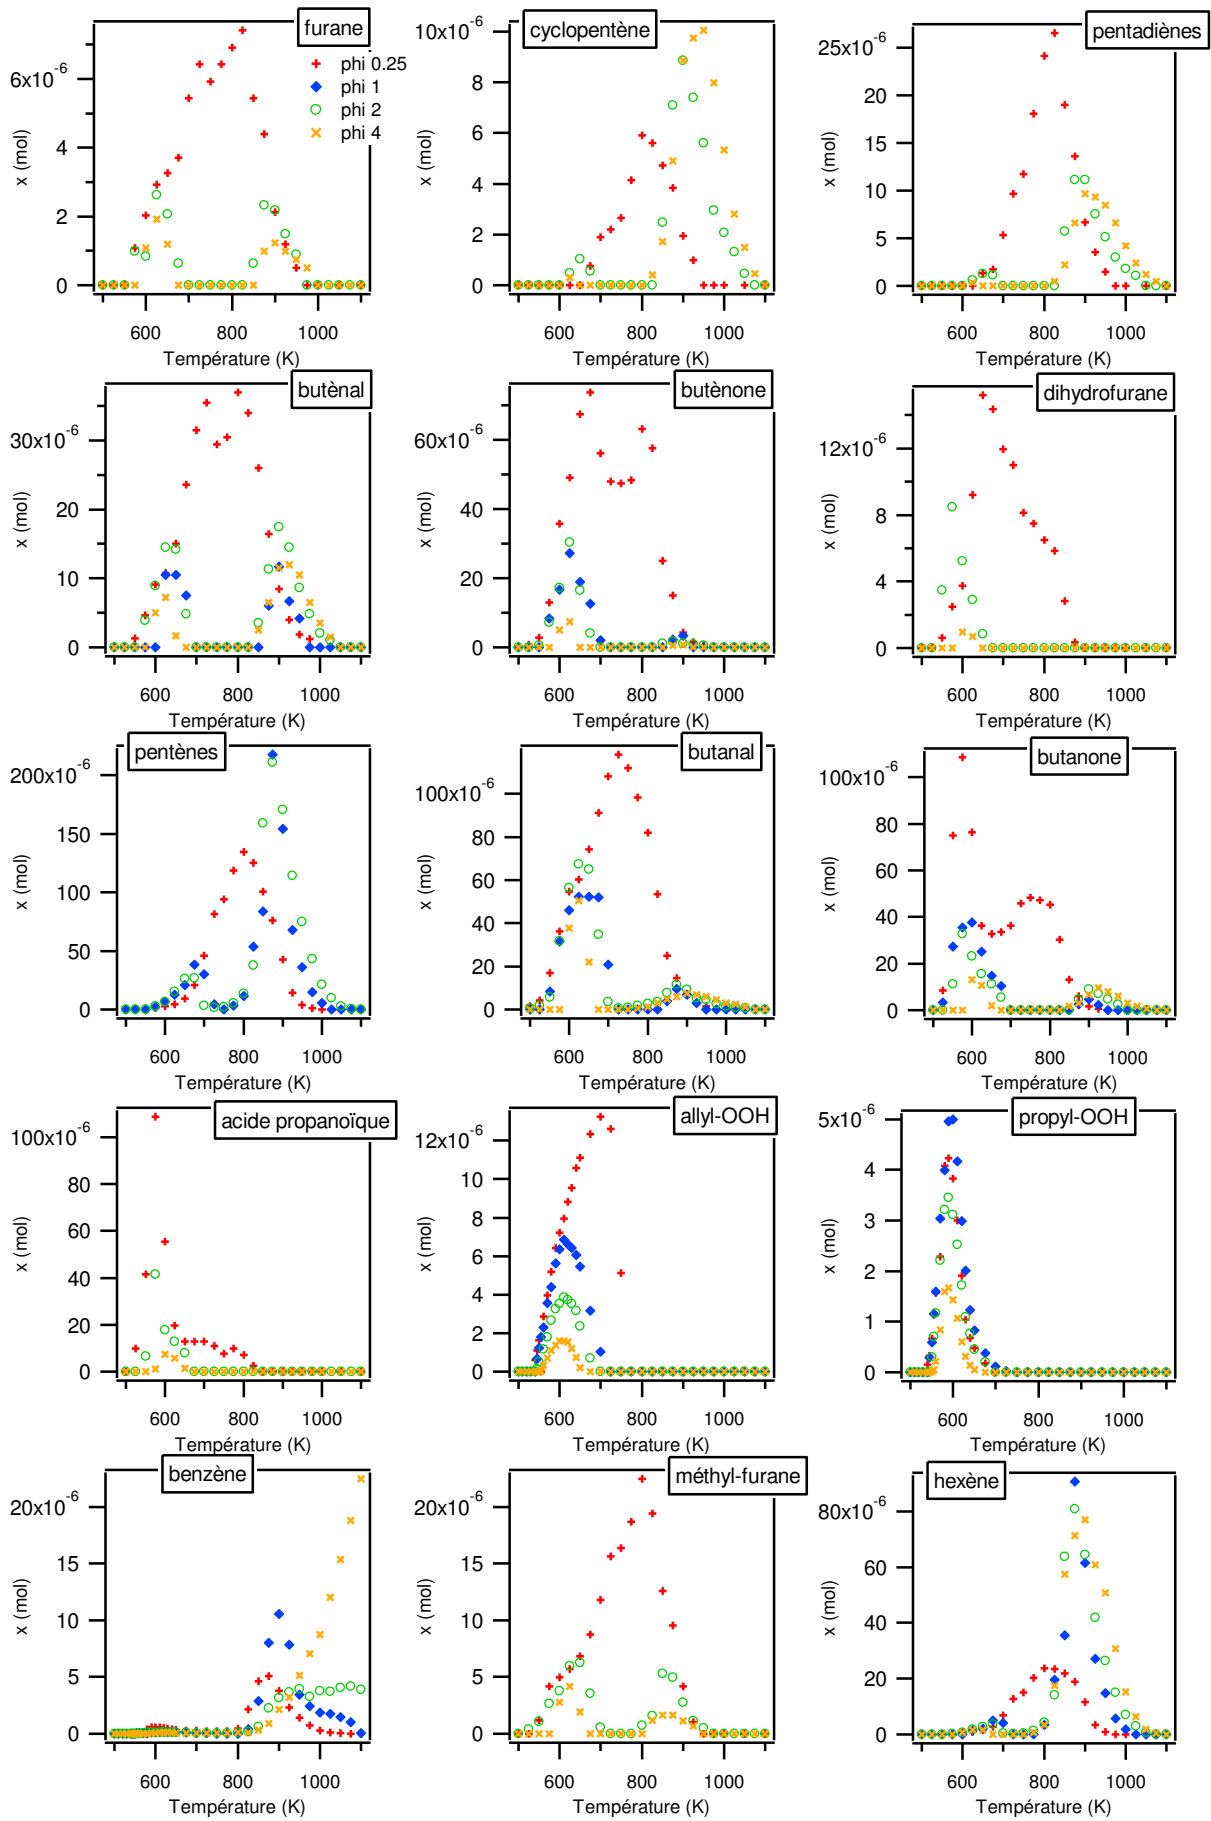 furane
phi 0.25
phi 1
phi 2
phi 4
6x10-6
4
2
0
x (mol)
600 800 1000
Température (K)
cyclopentène
10x10-6
8
6
4
2
0
x (mol)
600 800 1000
Température (K)
pentadiènes
25x10-6
20
15
10
5
0
x (mol)
600 800 1000
Température (K)
butènal
30x10-6
20
10
0
x (mol)
600 800 1000
Température (K)
butènone
60x10-6
40
20
0
x (mol)
600 800 1000
Température (K)
dihydrofurane
12x10-6
8
4
0
x (mol)
600 800 1000
Température (K)
pentènes
200x10-6
150
100
50
0
x (mol)
600 800 1000
Température (K)
butanal
100x10-6
80
60
40
20
0
x (mol)
600 800 1000
Température (K)
butanone
100x10-6
80
60
40
20
0
x (mol)
600 800 1000
Température (K)
acide propanoïque
100x10-6
80
60
40
20
0
x (mol)
600 800 1000
Température (K)
allyl-OOH
12x10-6
10
8
6
4
2
0
x (mol)
600 800 1000
Température (K)
propyl-OOH
5x10-6
4
3
2
1
0
x (mol)
600 800 1000
Température (K)
benzène
20x10-6
15
10
5
0
x (mol)
600 800 1000
Température (K)
méthyl-furane
20x10-6
15
10
5
0
x (mol)
600 800 1000
Température (K)
hexène
80x10-6
60
40
20
0
x (mol)
600 800 1000
Température (K)